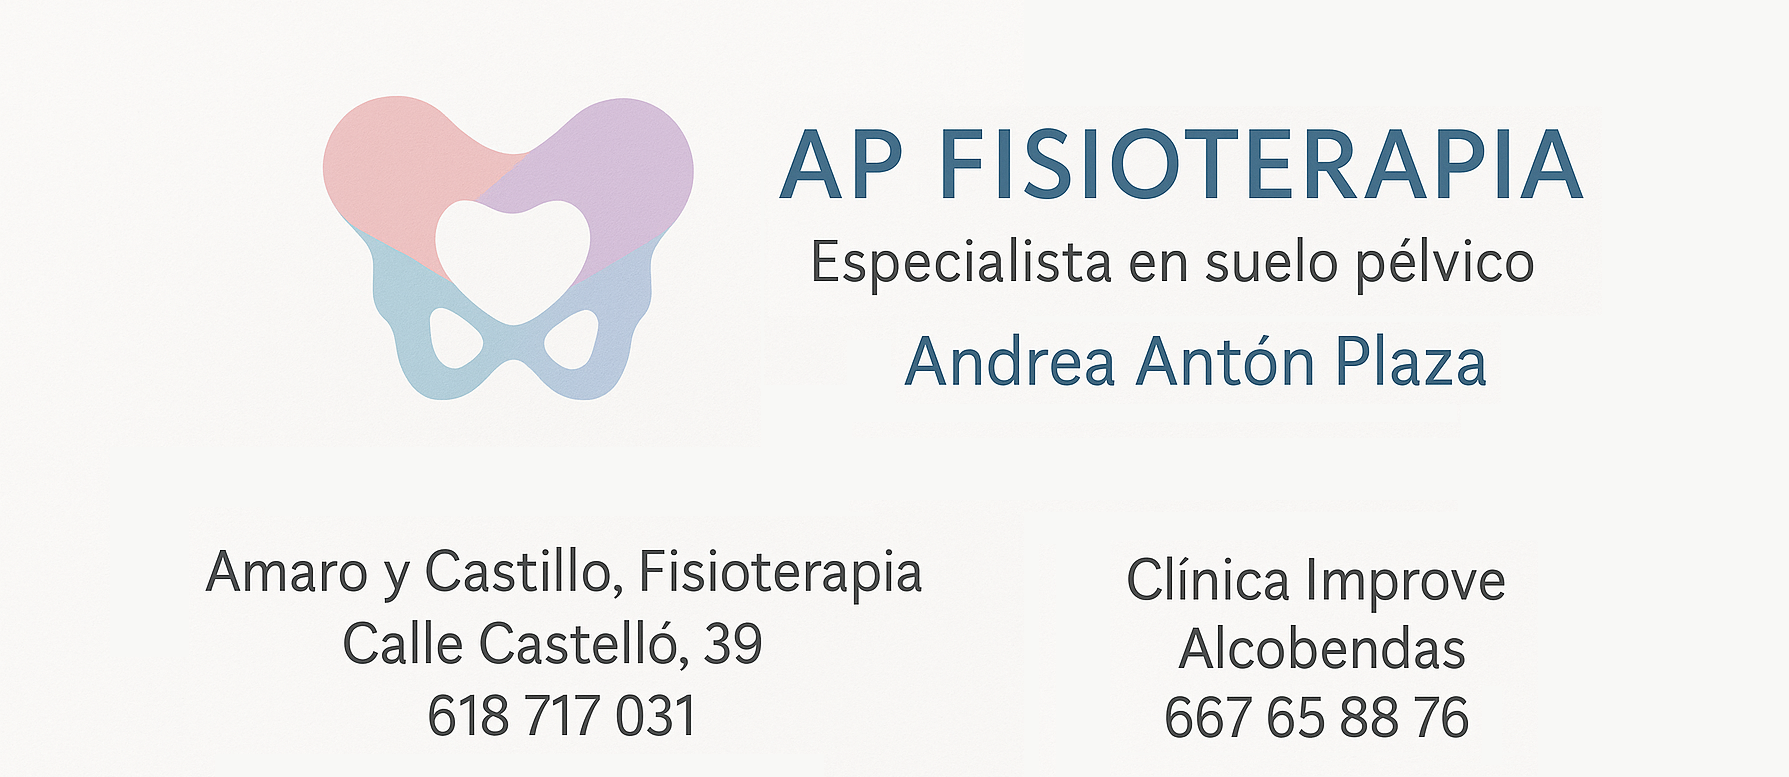 AP FISIOTERAPIA
Especialista en suelo pélvico
Andrea Antón Plaza
Amaro y Castillo, Fisioterapia
Calle Castelló, 39
618 717 031
Clínica Improve
Alcobendas
667 65 88 76